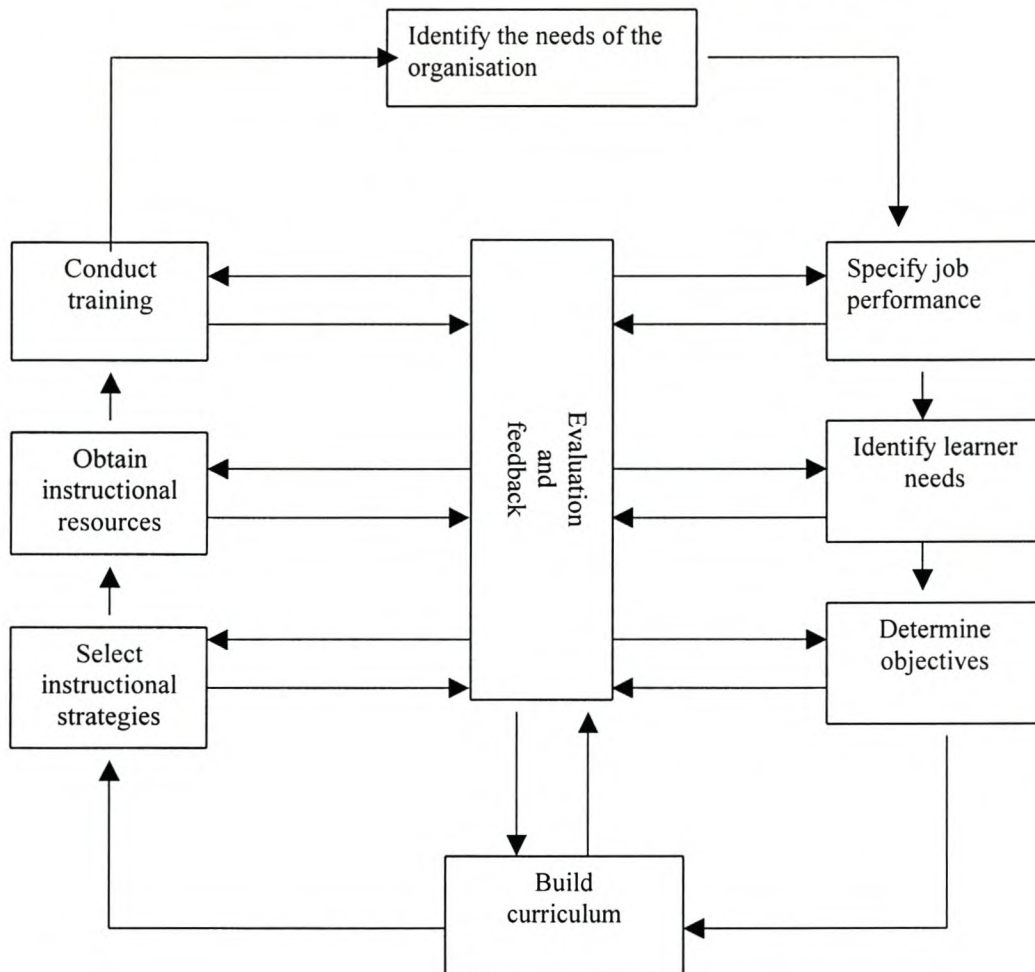 Identify the needs of the
organisation
Conduct
training
Specify job
performance
Evaluation
and
feedback
Obtain
instructional
resources
Identify learner
needs
Select
instructional
strategies
Determine
objectives
Build
curriculum